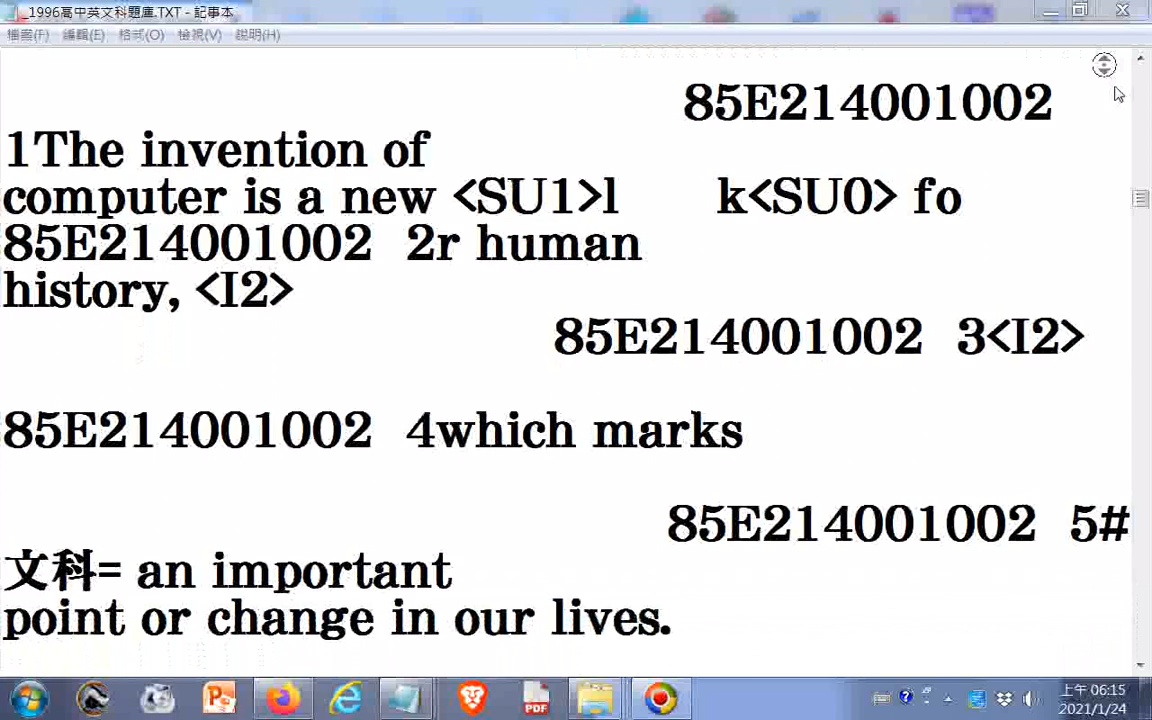 _1996高中英文科題庫.TXT - 記事本
檔案(F) 編輯(E) 格式(O) 檢視(V) 說明(H)
85E214001002
1The invention of
computer is a new <SU1>l k<SU0> fo
85E214001002 2r human
history, <I2>
85E214001002 3<I2>
85E214001002 4which marks
85E214001002 5#
文科= an important
point or change in our lives.
PDF
上午 06:15
2021/1/24